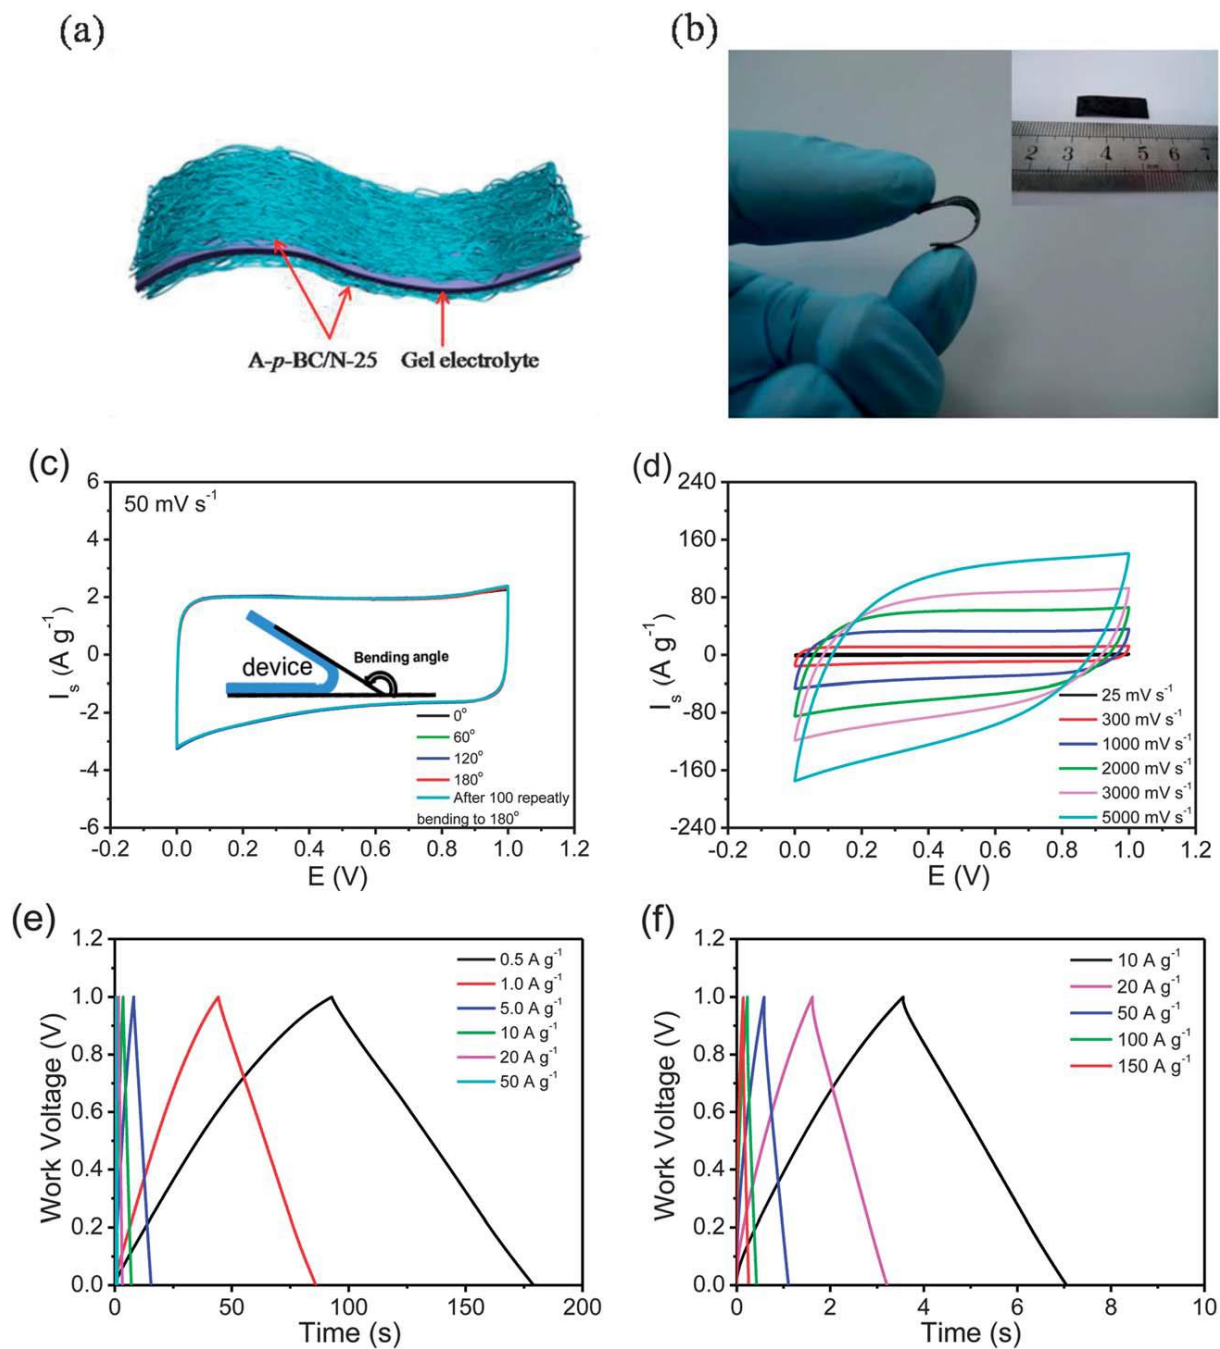 (a)
A-p-BC/N-25
Gel electrolyte
(b)
2 3 4 5 6 7
(c)
50 mV s⁻¹
6
4
2
0
-2
-4
-6
Iₛ (A g⁻¹)
device
Bending angle
0°
60°
120°
180°
After 100 repeatly
bending to 180°
-0.2 0.0 0.2 0.4 0.6 0.8 1.0 1.2
E (V)
(d)
240
160
80
0
-80
-160
-240
Iₛ (A g⁻¹)
25 mV s⁻¹
300 mV s⁻¹
1000 mV s⁻¹
2000 mV s⁻¹
3000 mV s⁻¹
5000 mV s⁻¹
-0.2 0.0 0.2 0.4 0.6 0.8 1.0 1.2
E (V)
(e)
1.2
1.0
0.8
0.6
0.4
0.2
0.0
Work Voltage (V)
0.5 A g⁻¹
1.0 A g⁻¹
5.0 A g⁻¹
10 A g⁻¹
20 A g⁻¹
50 A g⁻¹
0 50 100 150 200
Time (s)
(f)
1.2
1.0
0.8
0.6
0.4
0.2
0.0
Work Voltage (V)
10 A g⁻¹
20 A g⁻¹
50 A g⁻¹
100 A g⁻¹
150 A g⁻¹
0 2 4 6 8 10
Time (s)